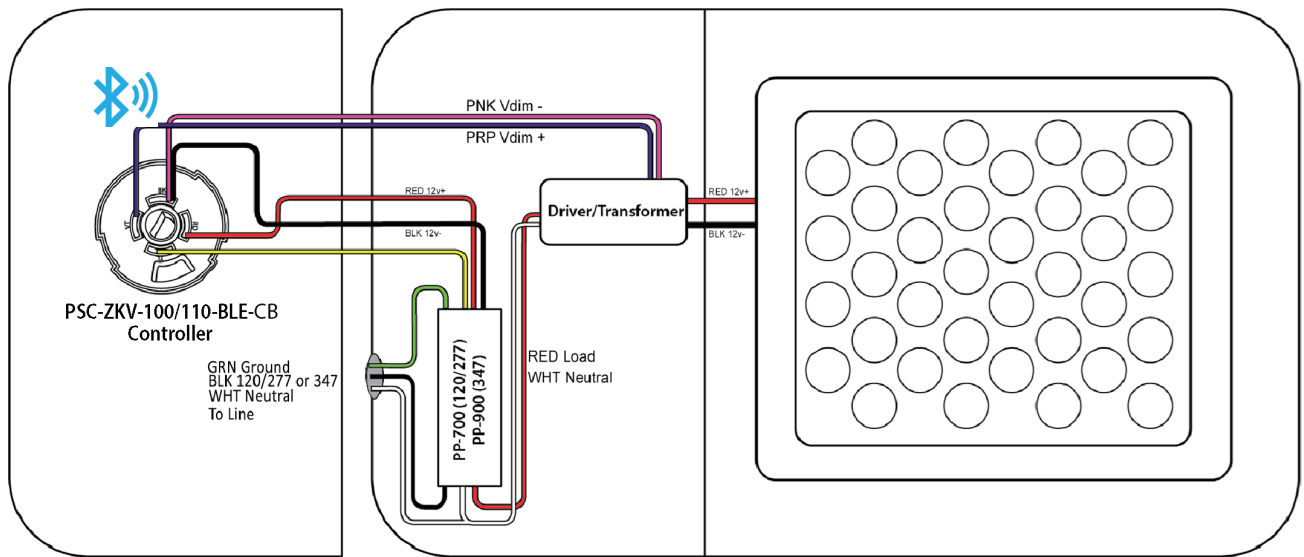 PNK Vdim -
PRP Vdim +
RED 12v+
BLK 12v-
Driver/Transformer
RED 12v+
BLK 12v-
PSC-ZKV-100/110-BLE-CB
Controller
GRN Ground
BLK 120/277 or 347
WHT Neutral
To Line
PP-700 (120/277)
PP-900 (347)
RED Load
WHT Neutral